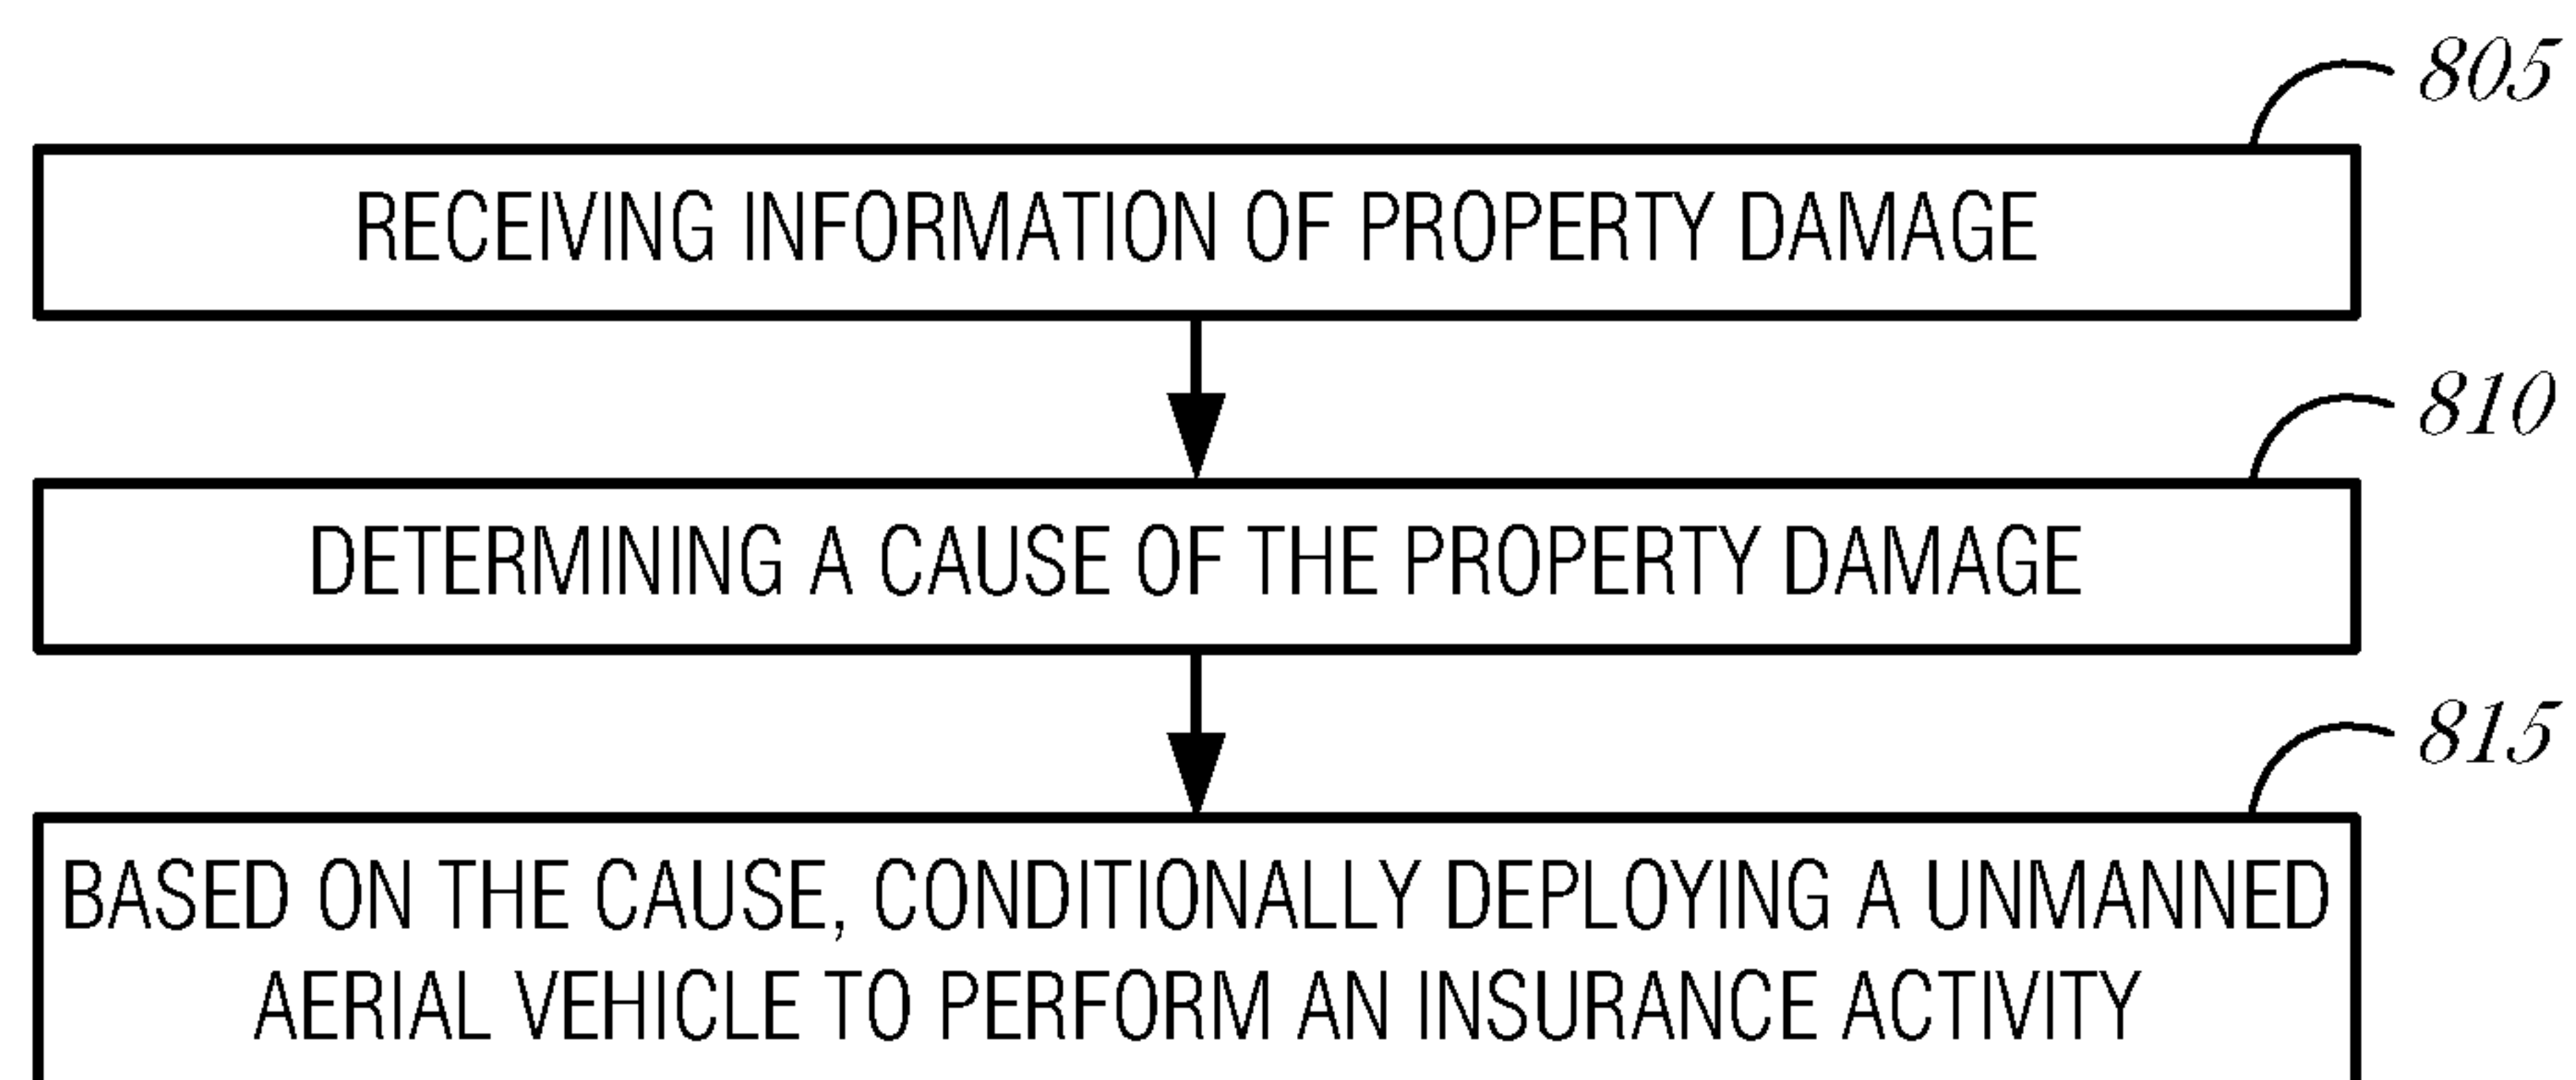 805
RECEIVING INFORMATION OF PROPERTY DAMAGE
810
DETERMINING A CAUSE OF THE PROPERTY DAMAGE
815
BASED ON THE CAUSE, CONDITIONALLY DEPLOYING A UNMANNED
AERIAL VEHICLE TO PERFORM AN INSURANCE ACTIVITY